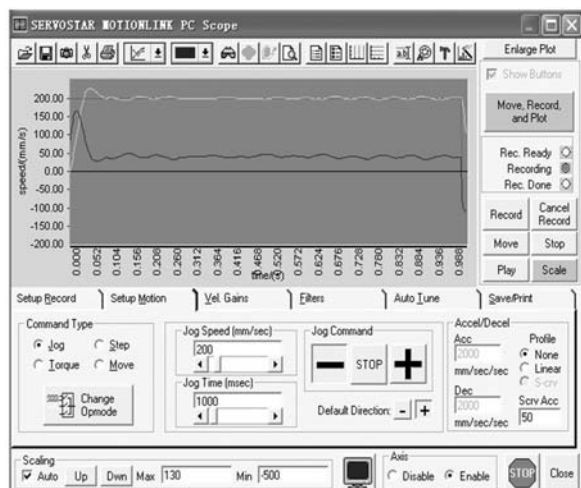 SERVOSTAR MOTIONLINK PC Scope
Enlarge Plot
Show Buttons
Move, Record, and Plot
Rec. Ready
Recording
Rec. Done
Record
Cancel Record
Move
Stop
Play
Scale
speed/(mm/s)
200.00
150.00
100.00
50.00
0.00
-50.00
-100.00
-150.00
-200.00
0.000 0.052 0.104 0.156 0.208 0.260 0.312 0.364 0.416 0.468 0.520 0.572 0.624 0.676 0.728 0.780 0.832 0.884 0.936 0.988
time/(s)
Setup Record Setup Motion Vel. Gains Filters Auto Tune Save/Print
Command Type
Jog Step
Torque Move
Change Opmode
Jog Speed (mm/sec)
200
Jog Time (msec)
1000
Jog Command
STOP
Default Direction: - +
Accel/Decel
Acc
2000
mm/sec/sec
Dec
2000
mm/sec/sec
Profile
None
Linear
S-crv
Scrv Acc
50
Scaling
Auto Up Dwn Max 130 Min -500
Axis
Disable Enable
STOP
Close